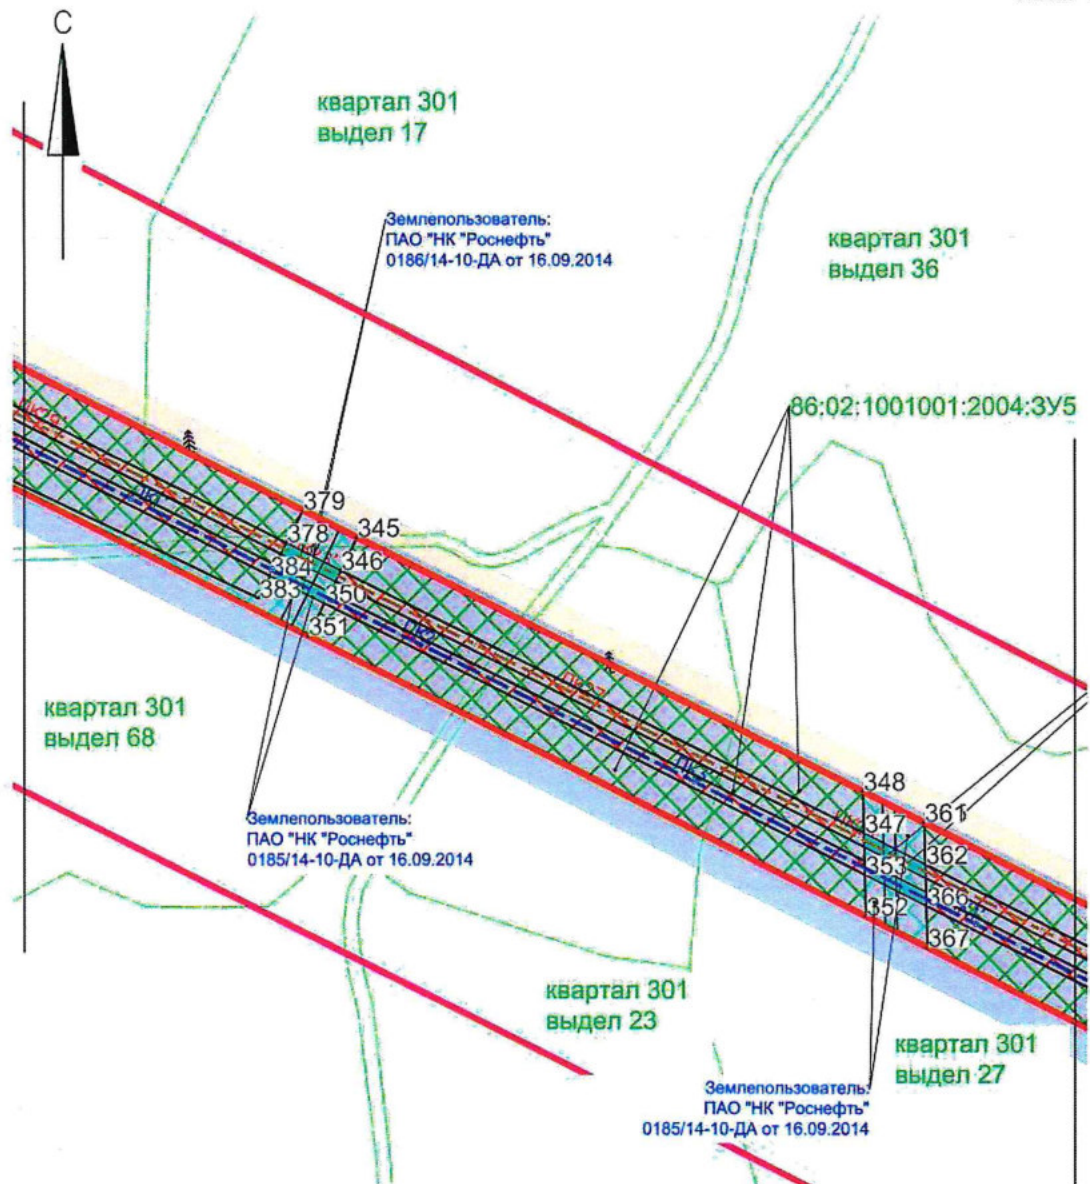 С
квартал 301
выдел 17
Землепользователь:
ПАО "НК "Роснефть"
0186/14-10-ДА от 16.09.2014
квартал 301
выдел 36
86:02:1001001:2004:ЗУ5
379
378
345
384
346
383
350
351
квартал 301
выдел 68
348
347
361
362
353
352
366
367
Землепользователь:
ПАО "НК "Роснефть"
0185/14-10-ДА от 16.09.2014
квартал 301
выдел 23
квартал 301
выдел 27
Землепользователь:
ПАО "НК "Роснефть"
0185/14-10-ДА от 16.09.2014